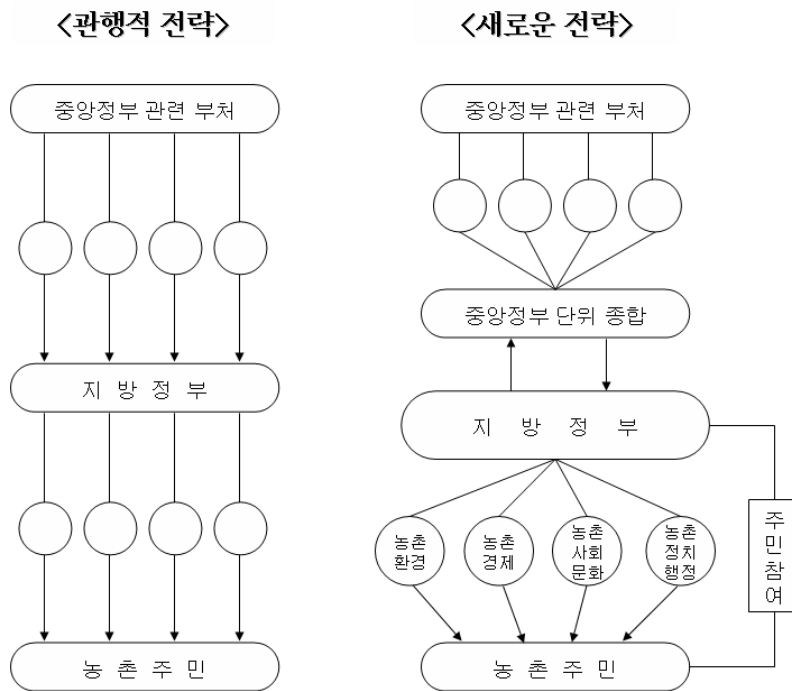 <관행적 전략>
중앙정부 관련 부처
지 방 정 부
농 촌 주 민
<새로운 전략>
중앙정부 관련 부처
중앙정부 단위 종합
지 방 정 부
농촌
환경
농촌
경제
농촌
사회
문화
농촌
정치
행정
주
민
참
여
농 촌 주 민